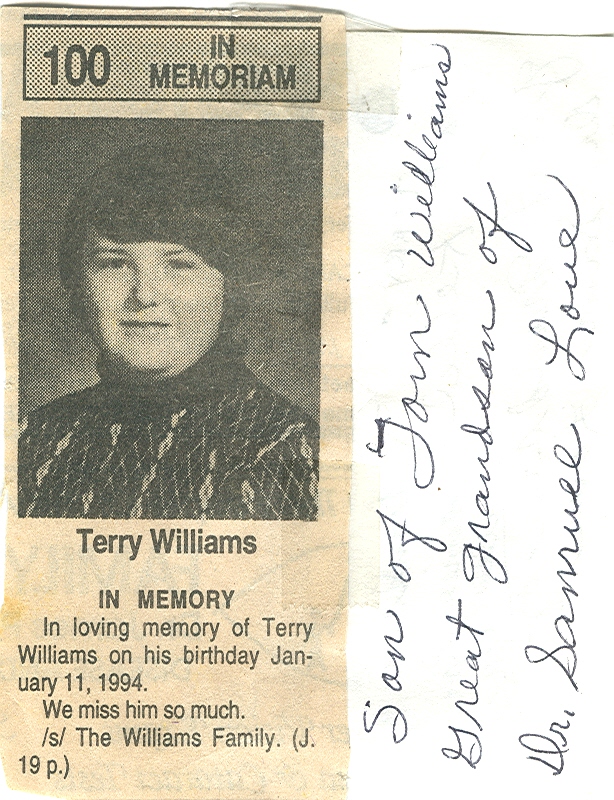 100 IN
MEMORIAM
Terry Williams
IN MEMORY
In loving memory of Terry
Williams on his birthday Jan-
uary 11, 1994.
We miss him so much.
/s/ The Williams Family. (J.
19 p.)
Son of Torn Williams
Great grandson of
Dr. Samuel Love